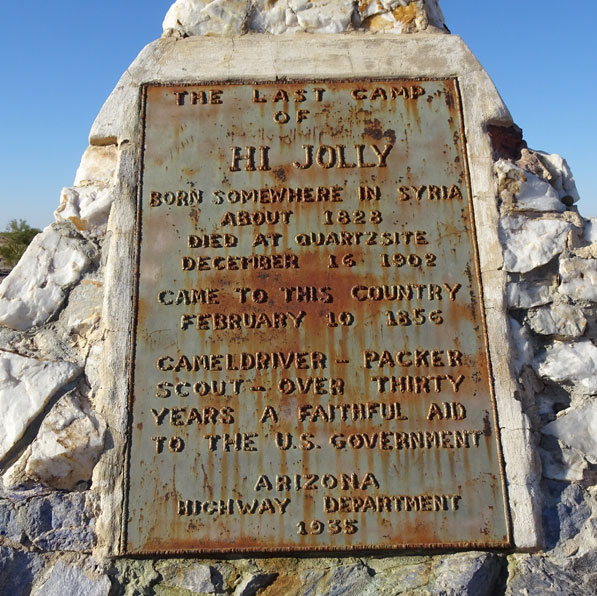 THE LAST CAMP
OF
HI JOLLY
BORN SOMEWHERE IN SYRIA
ABOUT 1828
DIED AT QUARTZSITE
DECEMBER 16 1902
CAME TO THIS COUNTRY
FEBRUARY 10 1856
CAMELDRIVER – PACKER
SCOUT – OVER THIRTY
YEARS A FAITHFUL AID
TO THE U.S. GOVERNMENT
ARIZONA
HIGHWAY DEPARTMENT
1935